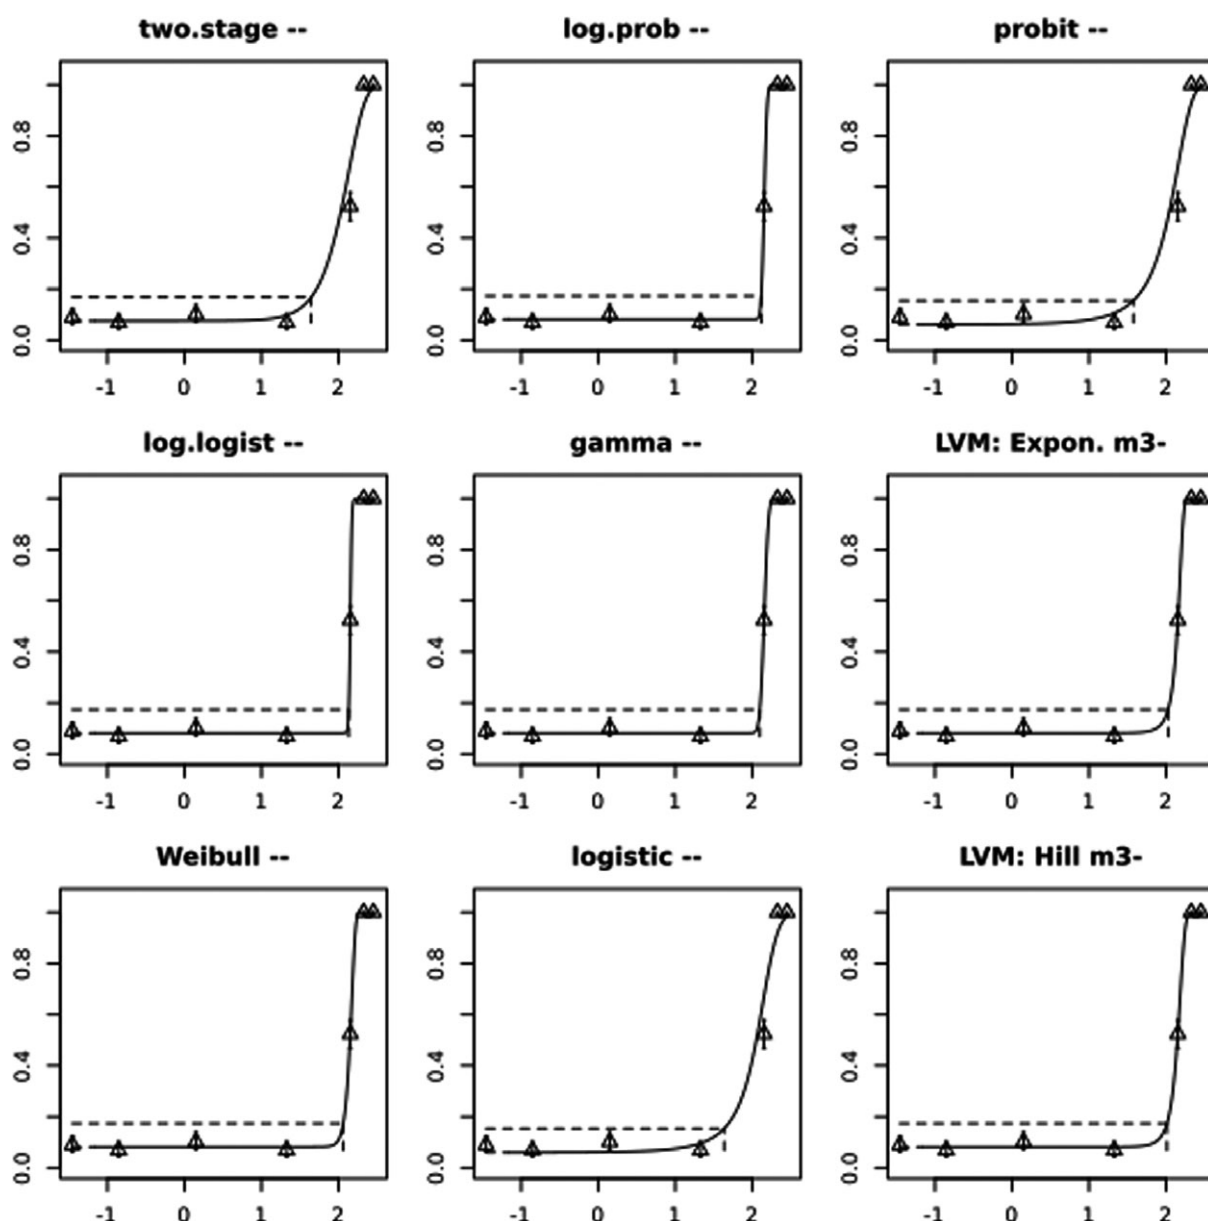 two.stage -- log.prob -- probit --
0.8 0.8 0.8
0.4 0.4 0.4
0.0 0.0 0.0
-1 0 1 2 -1 0 1 2 -1 0 1 2
log.logist -- gamma -- LVM: Expon. m3-
0.8 0.8 0.8
0.4 0.4 0.4
0.0 0.0 0.0
-1 0 1 2 -1 0 1 2 -1 0 1 2
Weibull -- logistic -- LVM: Hill m3-
0.8 0.8 0.8
0.4 0.4 0.4
0.0 0.0 0.0
-1 0 1 2 -1 0 1 2 -1 0 1 2